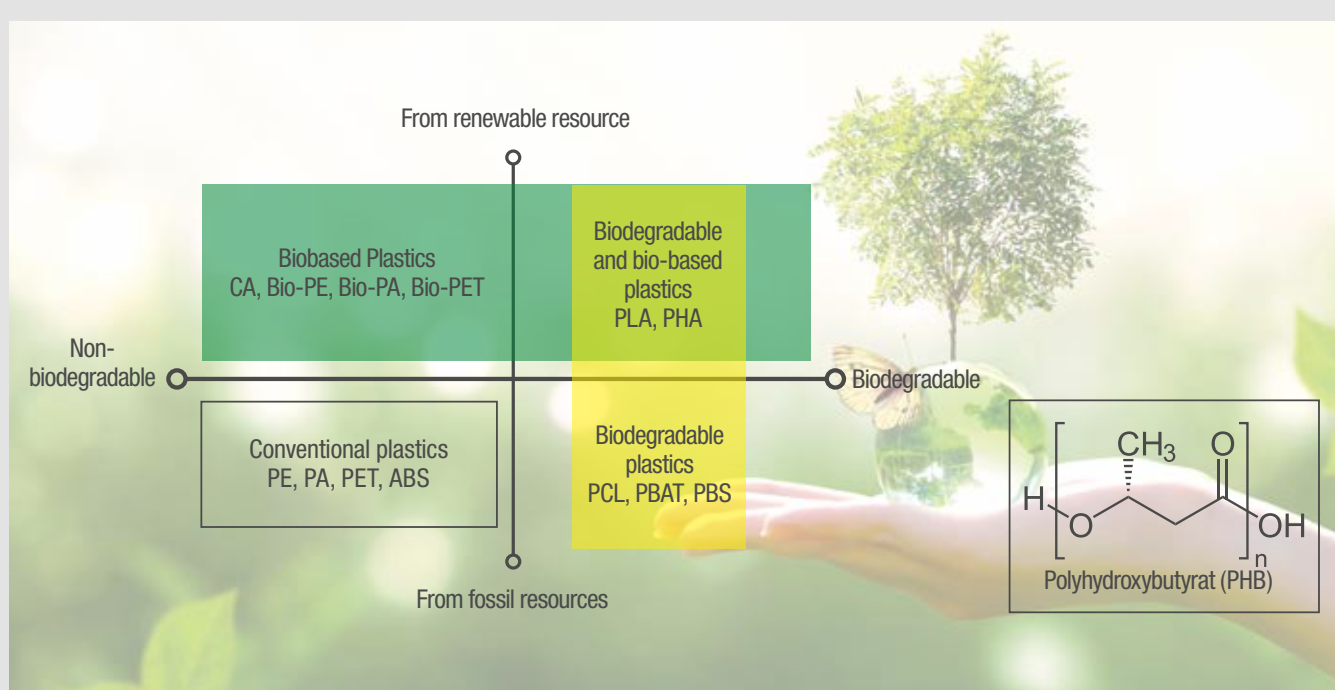 From renewable resource
Biobased Plastics
CA, Bio-PE, Bio-PA, Bio-PET
Biodegradable
and bio-based
plastics
PLA, PHA
Non-
biodegradable
Biodegradable
Conventional plastics
PE, PA, PET, ABS
Biodegradable
plastics
PCL, PBAT, PBS
From fossil resources
CH3
O
H
O
OH
n
Polyhydroxybutyrat (PHB)